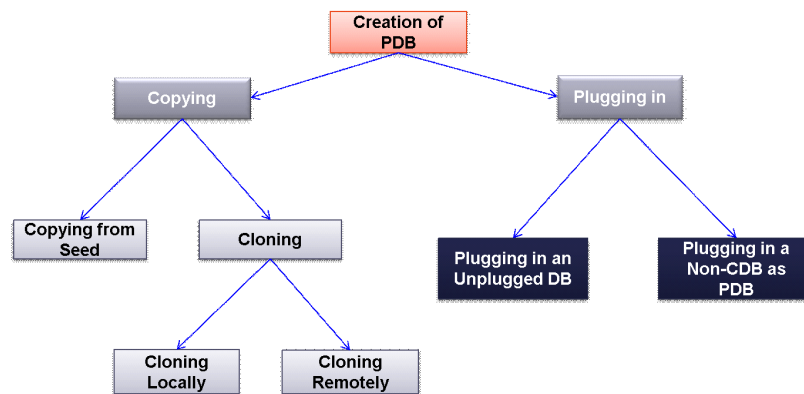 Creation of
PDB
Copying
Plugging in
Copying from
Seed
Cloning
Plugging in an
Unplugged DB
Plugging in a
Non-CDB as
PDB
Cloning
Locally
Cloning
Remotely